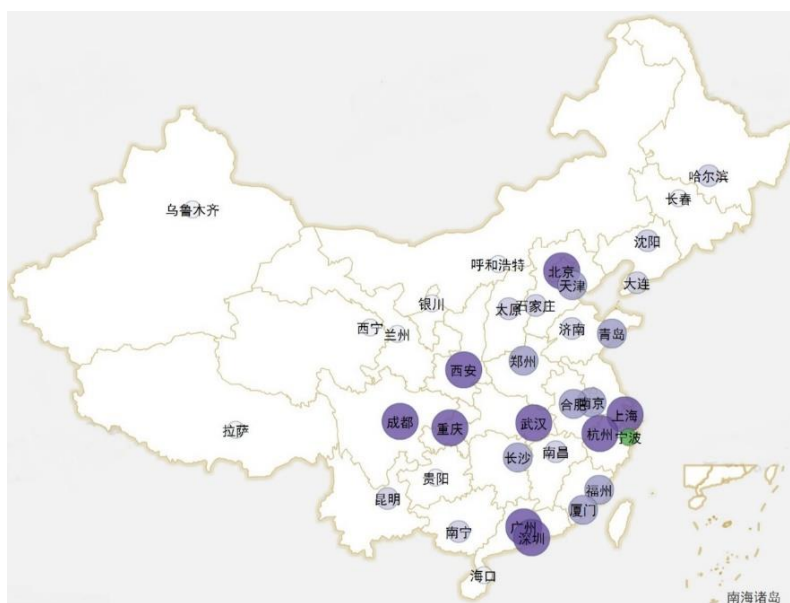 哈尔滨
长春
乌鲁木齐
沈阳
呼和浩特
北京
天津
大连
银川
太原
石家庄
西宁
兰州
济南
青岛
郑州
西安
合肥
南京
上海
成都
重庆
武汉
杭州
宁波
拉萨
长沙
南昌
贵阳
昆明
福州
厦门
广州
深圳
南宁
海口
南海诸岛